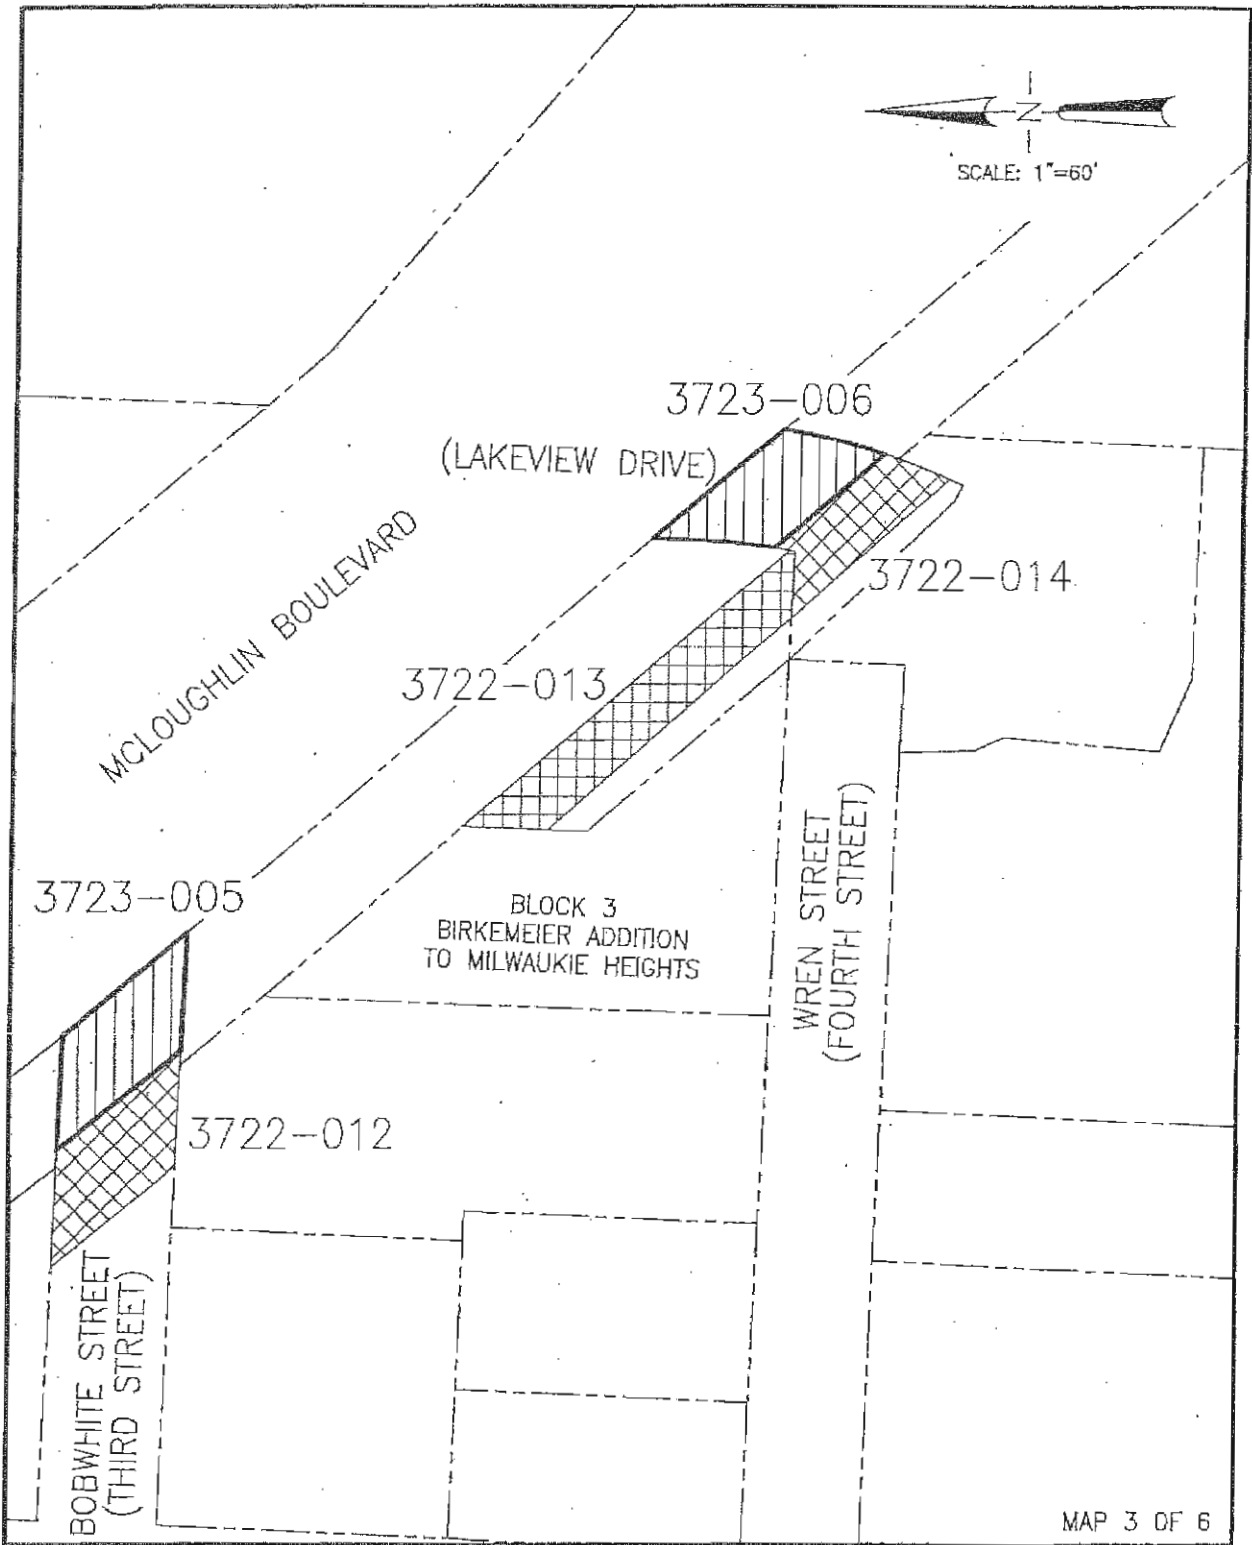 N
SCALE: 1"=60'
3723-006
(LAKEVIEW DRIVE)
MCLOUGHLIN BOULEVARD
3722-014
3722-013
3723-005
BLOCK 3
BIRKEMEIER ADDITION
TO MILWAUKIE HEIGHTS
WREN STREET
(FOURTH STREET)
3722-012
BOBWHITE STREET
(THIRD STREET)
MAP 3 OF 6